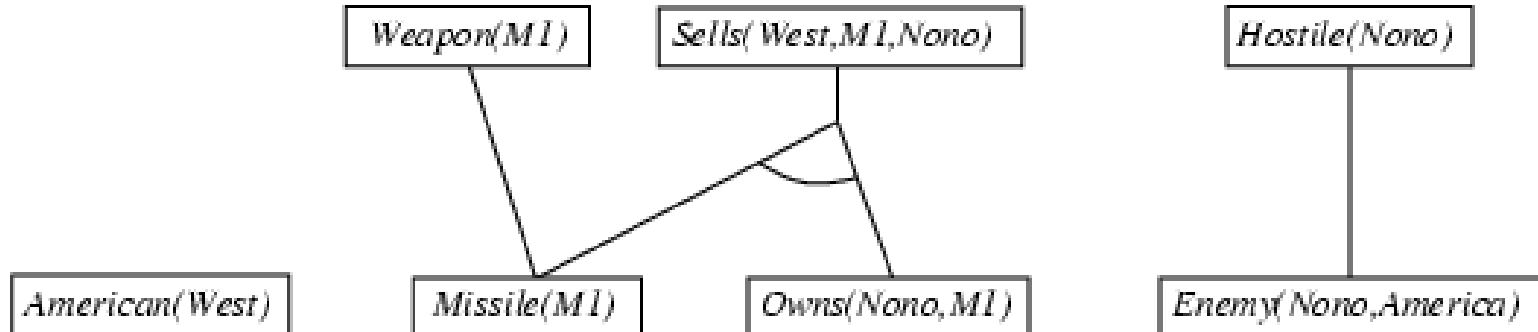 Weapon(M1)
Sells(West,M1,Nono)
Hostile(Nono)
American(West)
Missile(M1)
Owns(Nono,M1)
Enemy(Nono,America)